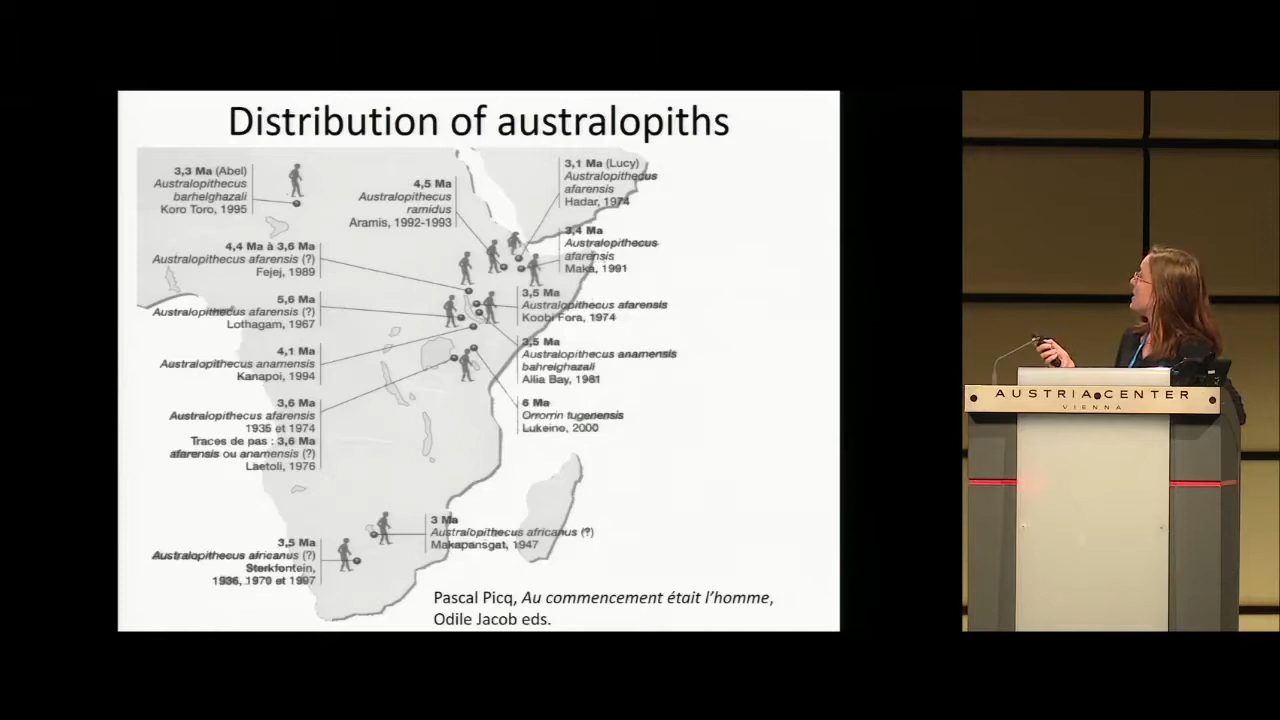 Distribution of australopiths
3,3 Ma (Abel)
Australopithecus
barhelghazali
Koro Toro, 1995
4,5 Ma
Australopithecus
ramidus
Aramis, 1992-1993
3,1 Ma (Lucy)
Australopithecus
afarensis
Hadar, 1974
3,4 Ma
Australopithecus
afarensis
Maka, 1991
4,4 Ma à 3,6 Ma
Australopithecus afarensis (?)
Fejej, 1989
5,6 Ma
Australopithecus afarensis (?)
Lothagam, 1967
3,5 Ma
Australopithecus afarensis
Koobi Fora, 1974
4,1 Ma
Australopithecus anamensis
Kanapoi, 1994
3,5 Ma
Australopithecus anamensis
bahrelghazali
Allia Bay, 1981
3,6 Ma
Australopithecus afarensis
1935 et 1974
Traces de pas : 3,6 Ma
afarensis ou anamensis (?)
Laetoli, 1976
6 Ma
Orrorin tugenensis
Lukeino, 2000
3 Ma
Australopithecus africanus (?)
Makapansgat, 1947
3,5 Ma
Australopithecus africanus (?)
Sterkfontein,
1936, 1970 et 1997
Pascal Picq, Au commencement était l'homme,
Odile Jacob eds.
AUSTRIA CENTER
VIENNA